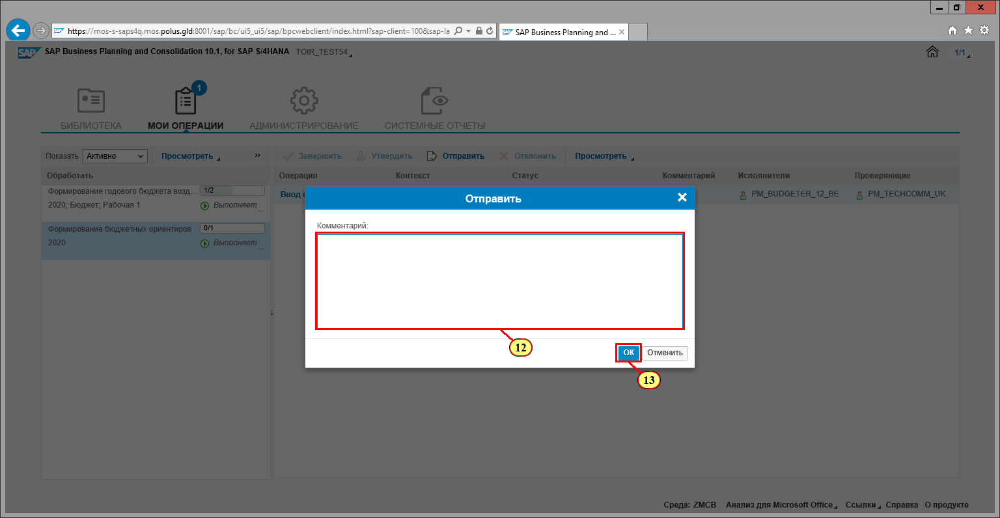 https://mos-s-saps4q.mos.polus.gld:8001/sap/bc/ui5_ui5/sap/bpcwebclient/index.html?sap-client=100&sap-la
SAP Business Planning and ...
SAP SAP Business Planning and Consolidation 10.1, for SAP S/4HANA TOIR_TEST54
1/1
1
БИБЛИОТЕКА МОИ ОПЕРАЦИИ АДМИНИСТРИРОВАНИЕ СИСТЕМНЫЕ ОТЧЕТЫ
Показать Активно Просмотреть »
Завершить Утвердить Отправить Отклонить Просмотреть
Обработать
Операция Контекст Статус Комментарий Исполнители Проверяющие
Формирование годового бюджета возд... 1/2
2020; Бюджет; Рабочая 1 Выполняет...
Формирование бюджетных ориентиров 0/1
2020 Выполняет...
Ввод
PM_BUDGETER_12_BE PM_TECHCOMM_UK
Отправить
Комментарий:
12
OK Отменить
13
Среда: ZMCB Анализ для Microsoft Office Ссылки Справка О продукте